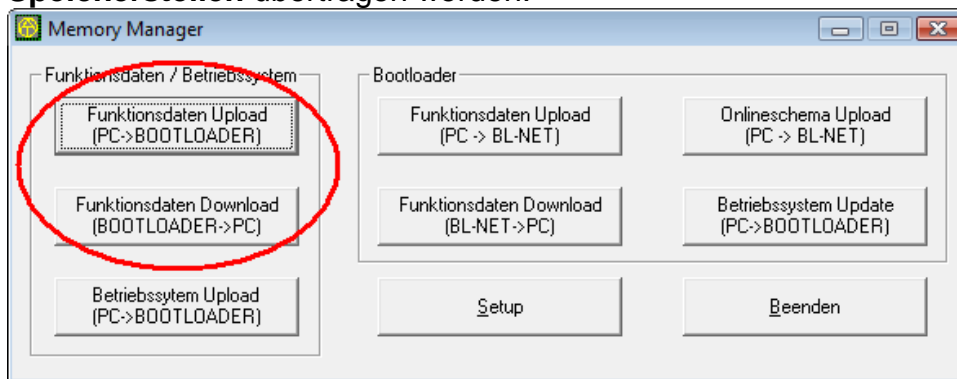 Speicherstellen übertragen werden.
Memory Manager
Funktionsdaten / Betriebssystem
Funktionsdaten Upload
(PC->BOOTLOADER)
Funktionsdaten Download
(BOOTLOADER->PC)
Betriebssytem Upload
(PC->BOOTLOADER)
Bootloader
Funktionsdaten Upload
(PC -> BL-NET)
Onlineschema Upload
(PC -> BL-NET)
Funktionsdaten Download
(BL-NET->PC)
Betriebssystem Update
(PC->BOOTLOADER)
Setup
Beenden